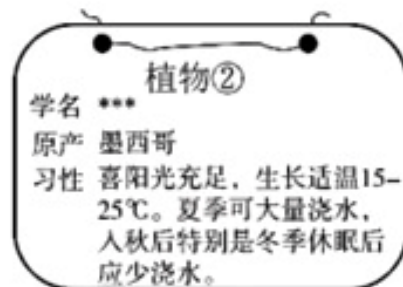 植物②
学名 ***
原产 墨西哥
习性 喜阳光充足，生长适温15-
25℃。夏季可大量浇水，
入秋后特别是冬季休眠后
应少浇水。